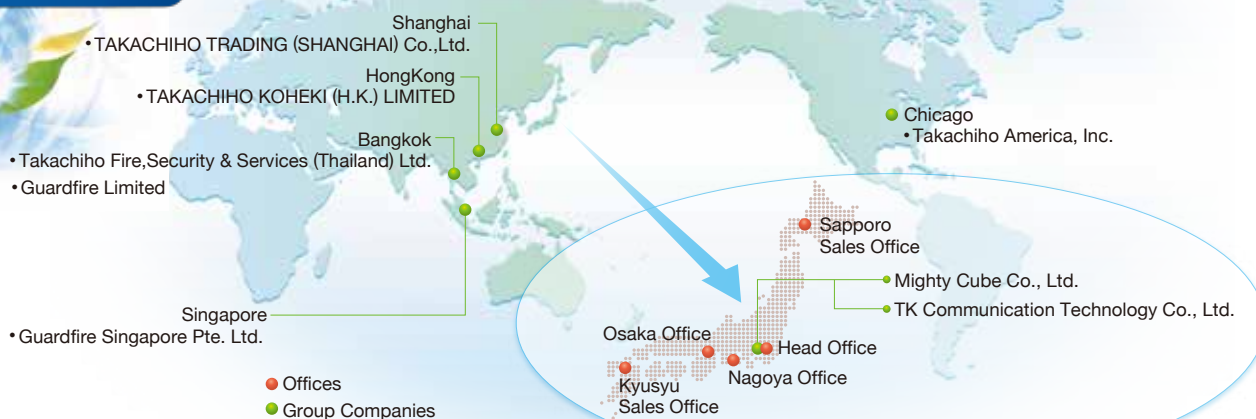 Shanghai
•TAKACHIHO TRADING (SHANGHAI) Co.,Ltd.
HongKong
•TAKACHIHO KOHEKI (H.K.) LIMITED
Bangkok
•Takachiho Fire,Security & Services (Thailand) Ltd.
•Guardfire Limited
Singapore
•Guardfire Singapore Pte. Ltd.
Chicago
•Takachiho America, Inc.
Sapporo
Sales Office
Mighty Cube Co., Ltd.
TK Communication Technology Co., Ltd.
Osaka Office
Head Office
Nagoya Office
Kyusyu
Sales Office
Offices
Group Companies